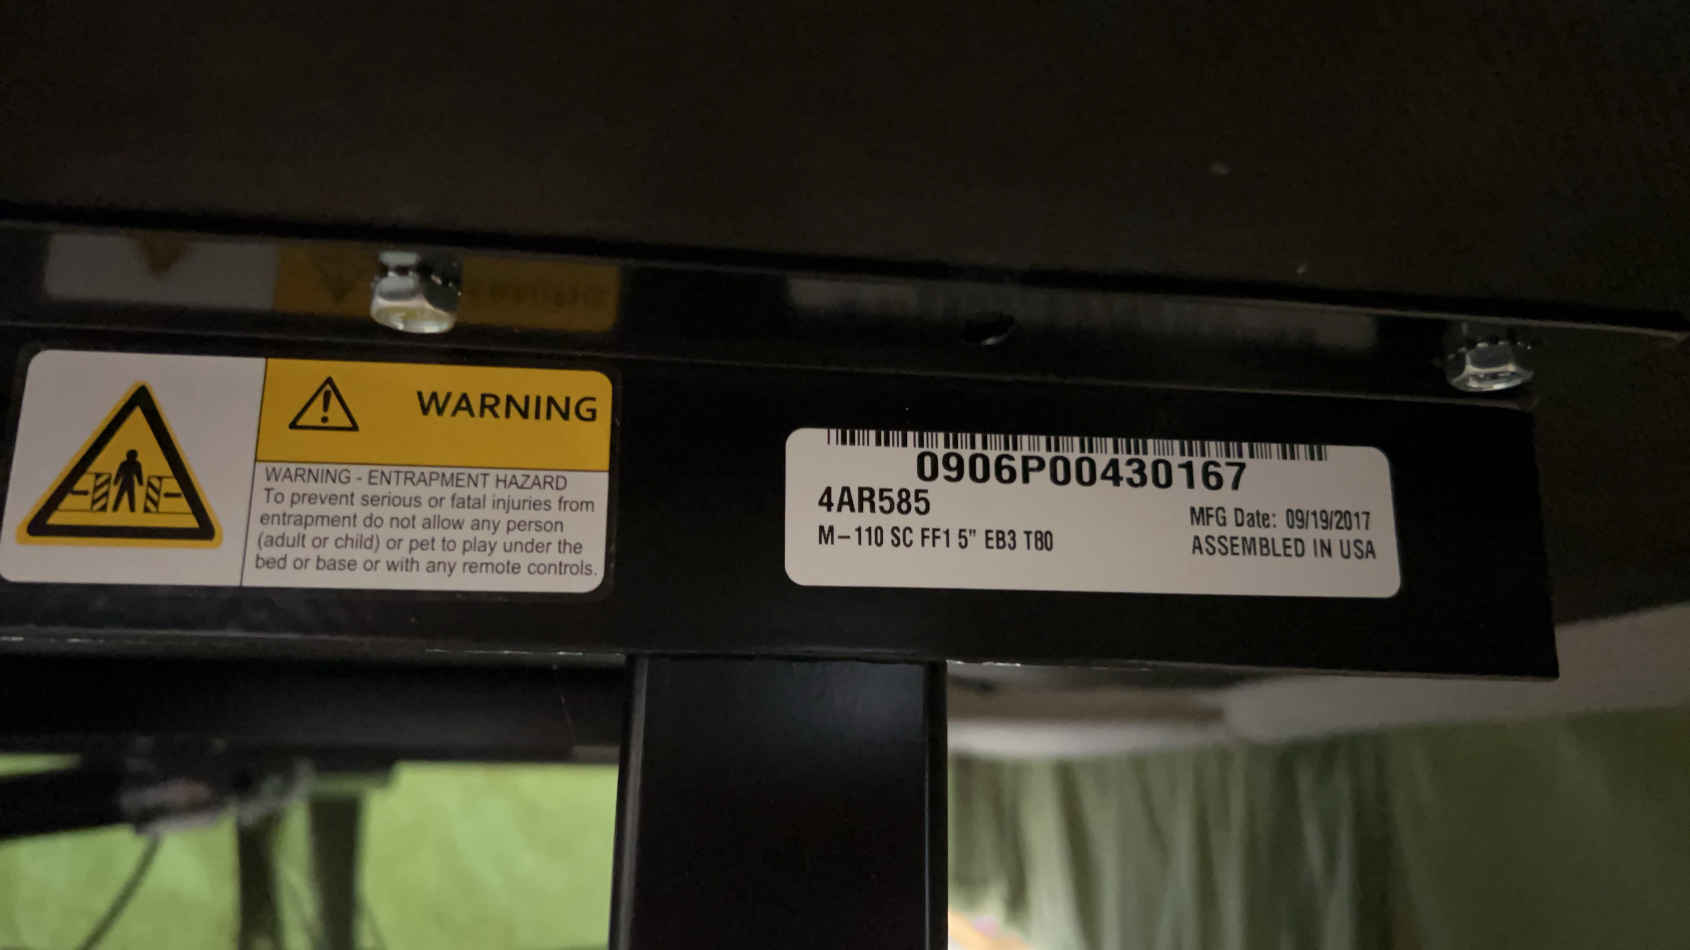 WARNING
WARNING - ENTRAPMENT HAZARD
To prevent serious or fatal injuries from
entrapment do not allow any person
(adult or child) or pet to play under the
bed or base or with any remote controls.
0906P00430167
4AR585
M-110 SC FF1 5" EB3 T80
MFG Date: 09/19/2017
ASSEMBLED IN USA